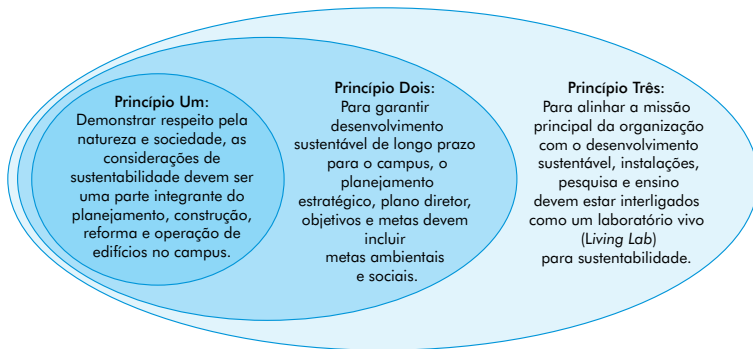 Princípio Um:
Demonstrar respeito pela
natureza e sociedade, as
considerações de
sustentabilidade devem ser
uma parte integrante do
planejamento, construção,
reforma e operação de
edifícios no campus.
Princípio Dois:
Para garantir
desenvolvimento
sustentável de longo prazo
para o campus, o
planejamento
estratégico, plano diretor,
objetivos e metas devem
incluir
metas ambientais
e sociais.
Princípio Três:
Para alinhar a missão
principal da organização
com o desenvolvimento
sustentável, instalações,
pesquisa e ensino
devem estar interligados
como um laboratório vivo
(Living Lab)
para sustentabilidade.